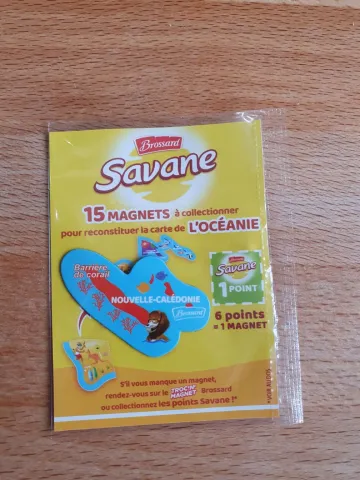 Brossard
Savane
15 MAGNETS à collectionner
pour reconstituer la carte de L'OCÉANIE
Barrière
de corail
NOUVELLE-CALÉDONIE
Brossard
Brossard
Savane
1 POINT
6 points
= 1 MAGNET
S'il vous manque un magnet,
rendez-vous sur le TROC'N' MAGNET Brossard
ou collectionnez les points Savane !*